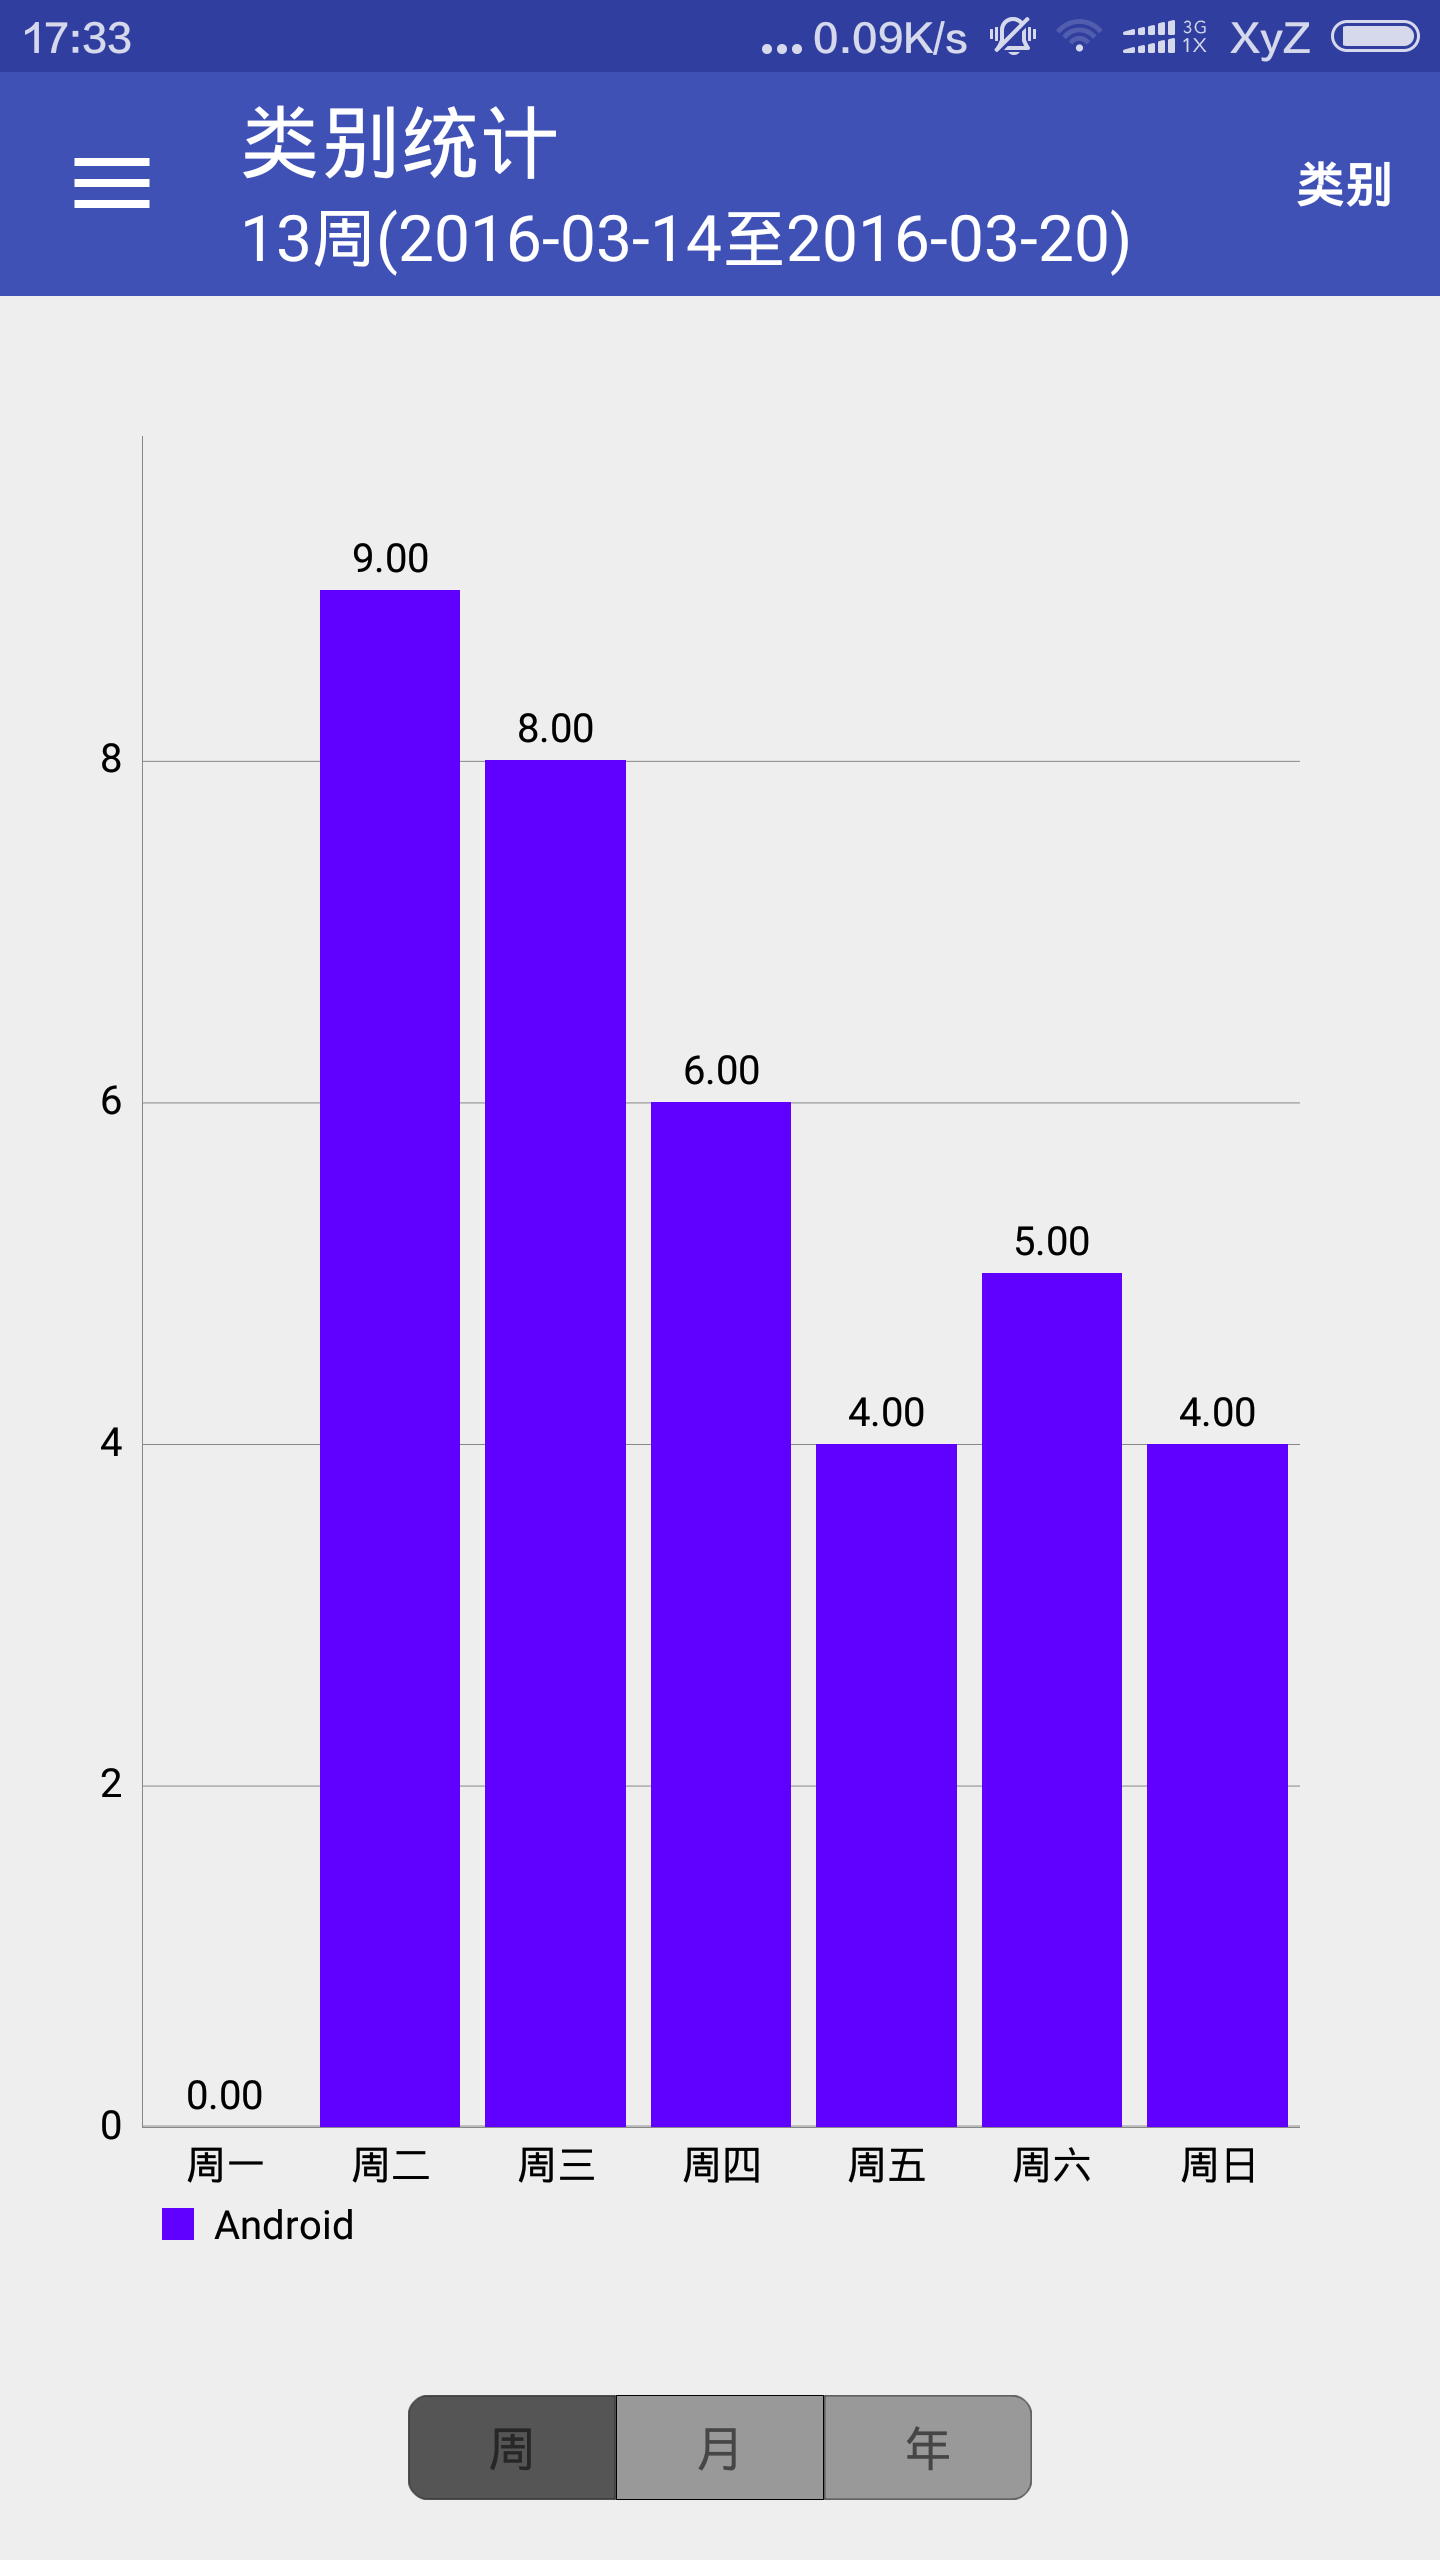 17:33 ... 0.09K/s 3G 1X XyZ
类别统计
类别
13周(2016-03-14至2016-03-20)
9.00
8.00
8
6.00
6
5.00
4.00 4.00
4
2
0.00
0
周一 周二 周三 周四 周五 周六 周日
Android
周 月 年